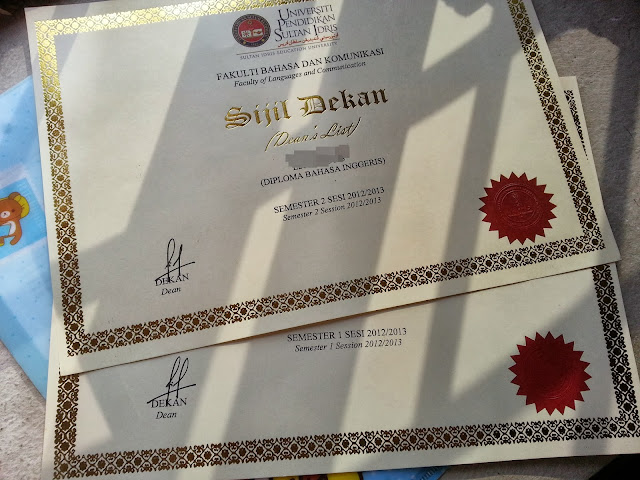 UNIVERSITI
PENDIDIKAN
SULTAN IDRIS
SULTAN IDRIS EDUCATION UNIVERSITY
FAKULTI BAHASA DAN KOMUNIKASI
Faculty of Languages and Communication
Sijil Dekan
(Dean's List)
(DIPLOMA BAHASA INGGERIS)
SEMESTER 2 SESI 2012/2013
Semester 2 Session 2012/2013
DEKAN
Dean
SEMESTER 1 SESI 2012/2013
Semester 1 Session 2012/2013
DEKAN
Dean